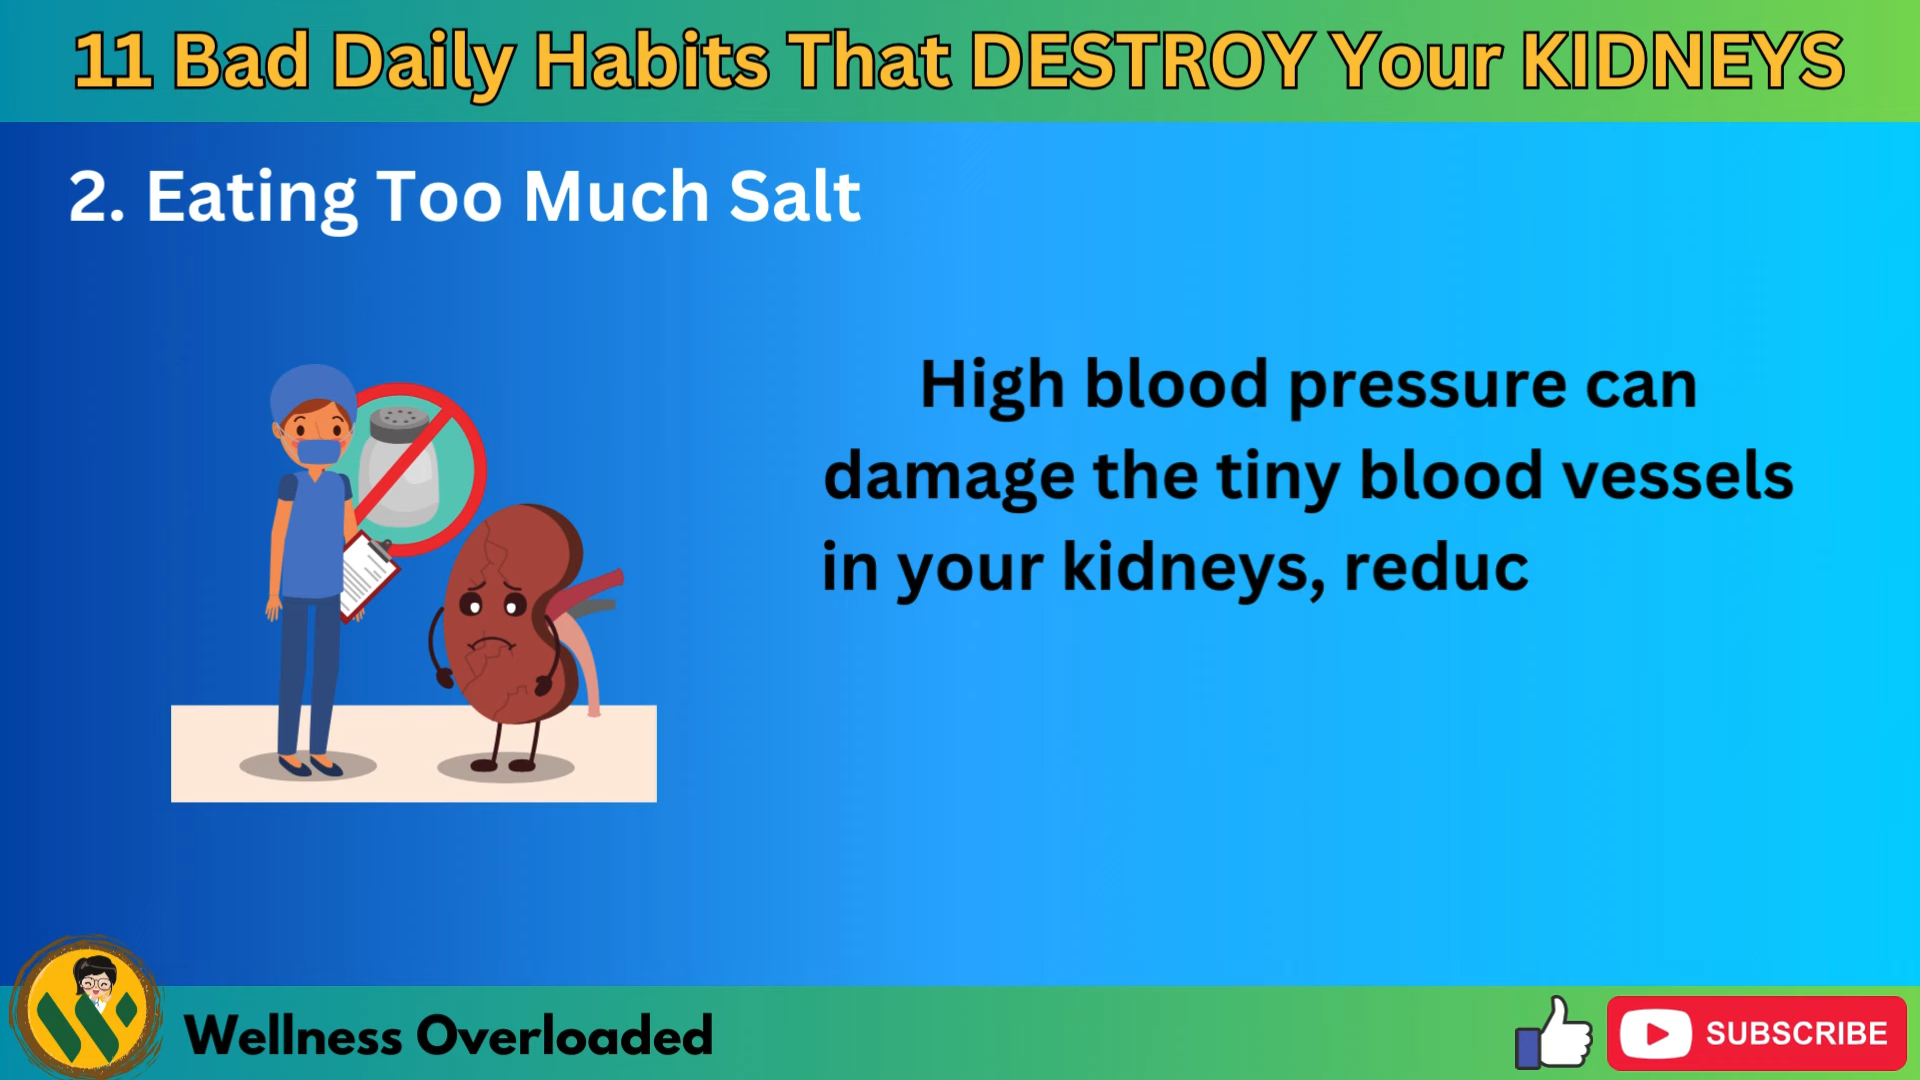 11 Bad Daily Habits That DESTROY Your KIDNEYS
2. Eating Too Much Salt
High blood pressure can
damage the tiny blood vessels
in your kidneys, reduc
Wellness Overloaded
SUBSCRIBE